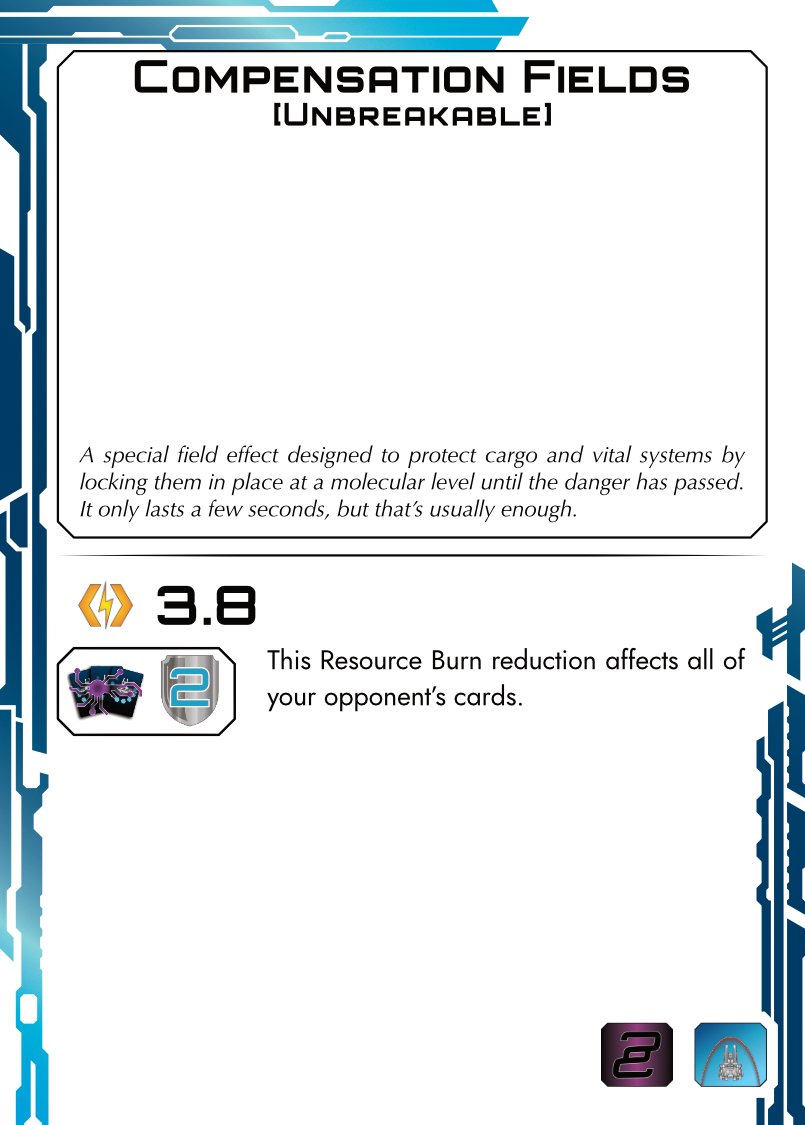 Compensation Fields
[Unbreakable]
A special field effect designed to protect cargo and vital systems by
locking them in place at a molecular level until the danger has passed.
It only lasts a few seconds, but that’s usually enough.
3.8
2
This Resource Burn reduction affects all of
your opponent’s cards.
2